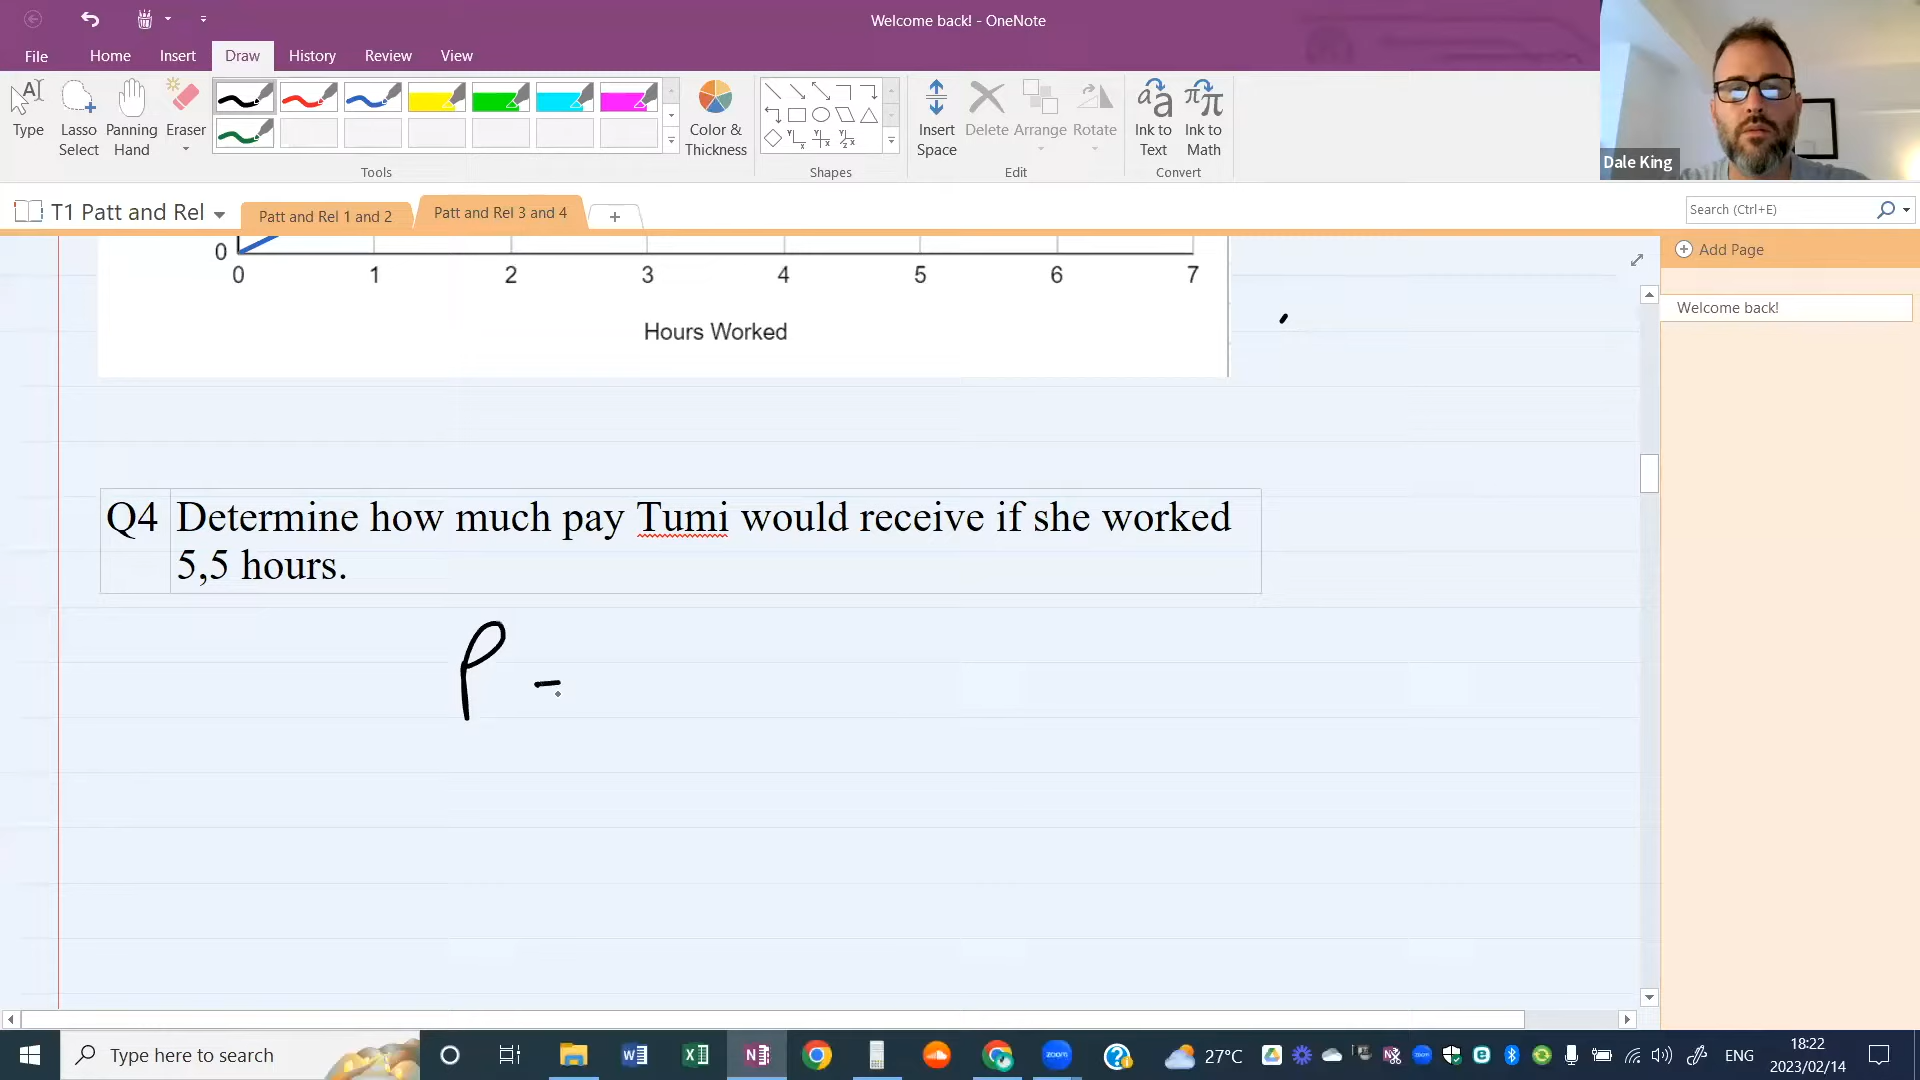 Welcome back! - OneNote
File Home Insert Draw History Review View
Type
Lasso Select
Panning Hand
Eraser
Color & Thickness
Insert Space
Delete
Arrange
Rotate
Ink to Text
Ink to Math
Tools
Shapes
Edit
Convert
Dale King
T1 Patt and Rel
Patt and Rel 1 and 2
Patt and Rel 3 and 4
Search (Ctrl+E)
Add Page
Welcome back!
0
0 1 2 3 4 5 6 7
Hours Worked
Q4 Determine how much pay Tumi would receive if she worked
5,5 hours.
P -
Type here to search
27°C
ENG
18:22
2023/02/14